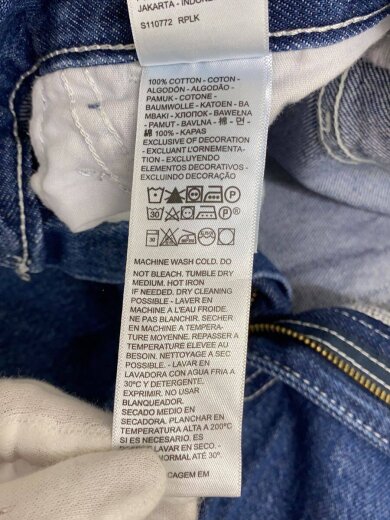 JAKARTA - INDONESIA
S110772 RPLK
100% COTTON - COTON -
ALGODÓN - ALGODÃO -
PAMUK - COTONE -
BAUMWOLLE - KATOEN - BA
MBAKI - ХЛОПОК - BAWEŁNA
- PAMUT - BAVLNA - 棉 - 면 -
綿 100% - KAPAS
EXCLUSIVE OF DECORATION
- EXCLUANT L'ORNEMENTA-
TION - EXCLUYENDO
ELEMENTOS DECORATIVOS -
EXCLUINDO DECORAÇÃO
MACHINE WASH COLD. DO
NOT BLEACH. TUMBLE DRY
MEDIUM. HOT IRON
IF NEEDED. DRY CLEANING
POSSIBLE - LAVER EN
MACHINE A L'EAU FROIDE.
NE PAS BLANCHIR. SECHER
EN MACHINE A TEMPERA-
TURE MOYENNE. REPASSER A
TEMPERATURE ELEVEE AU
BESOIN. NETTOYAGE A SEC
POSSIBLE. - LAVAR EN
LAVADORA CON AGUA FRIA A
30°C Y DETERGENTE.
EXPRIMIR. NO USAR
BLANQUEADOR.
SECADO MEDIO EN
SECADORA. PLANCHAR EN
TEMPERATURA ALTA A 200°C
SI ES NECESARIO. ES
LAVAR EN SECO. -
NORMAL ATÉ 30°.
CAGEM EM